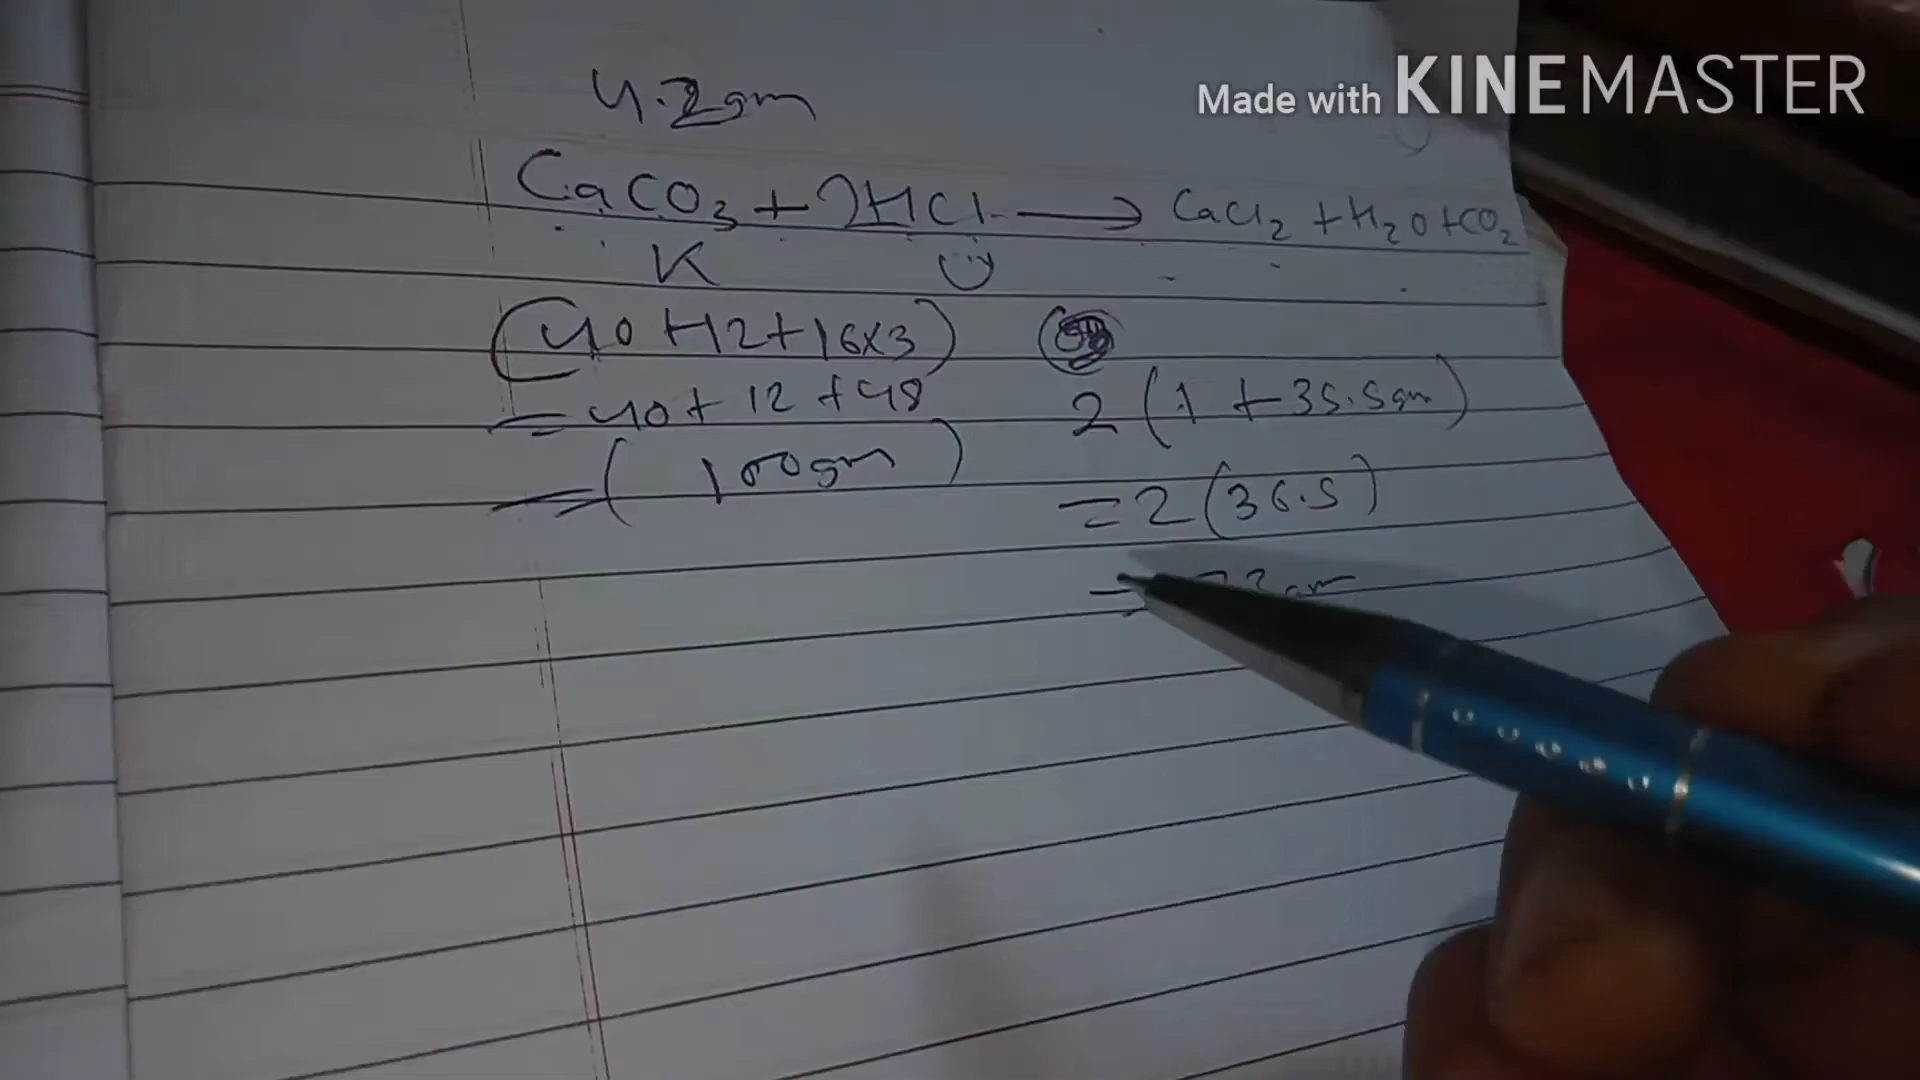 Made with KINEMASTER
4.2gm
CaCO3 + 2HCl → CaCl2 + H2O + CO2
K
(40 + 12 + 16x3)
= 40 + 12 + 48
2 (1 + 35.5gm)
= (100gm)
= 2 (36.5)
= 73gm